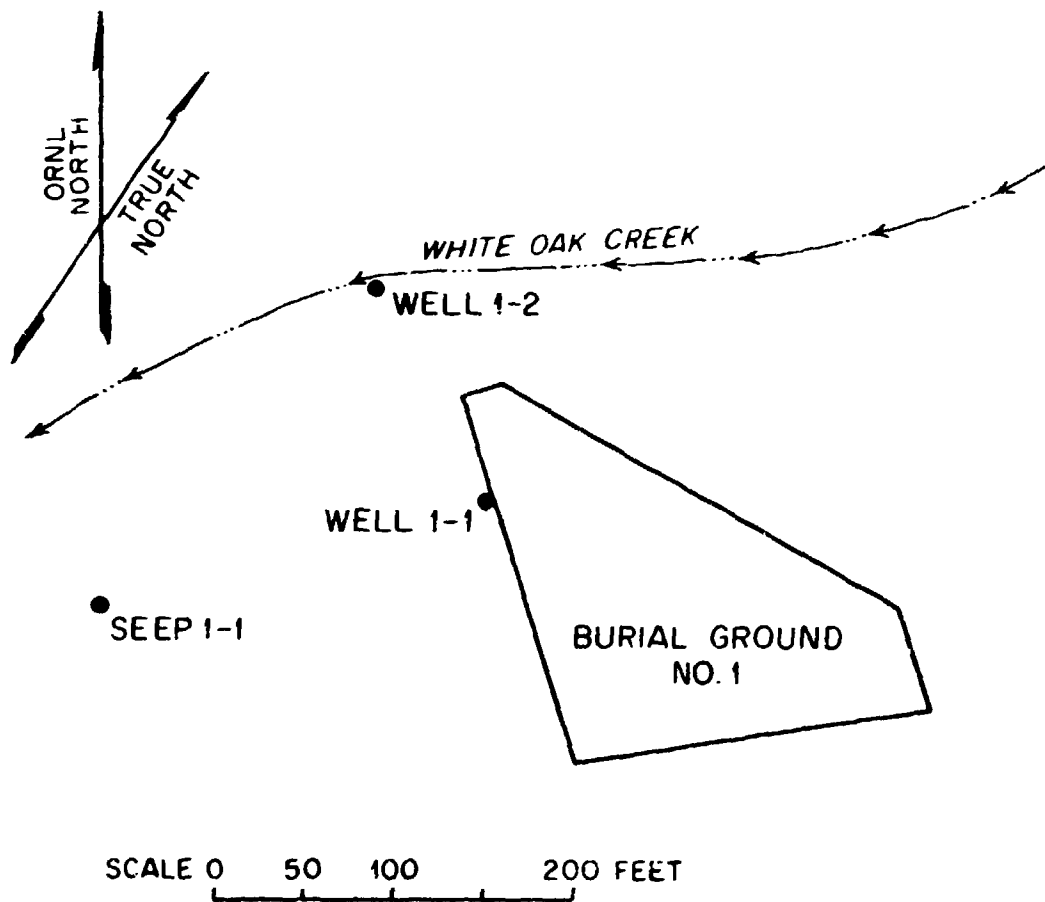 ORNL
NORTH
TRUE
NORTH
WHITE OAK CREEK
WELL 1-2
WELL 1-1
SEEP 1-1
BURIAL GROUND
NO. 1
SCALE 0 50 100 200 FEET